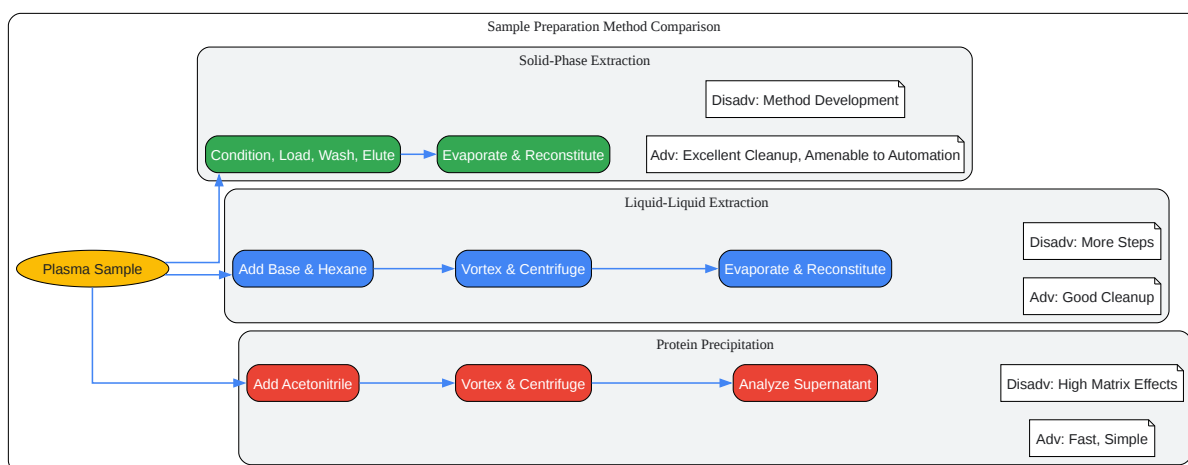 Sample Preparation Method Comparison
Solid-Phase Extraction
Disadv: Method Development
Condition, Load, Wash, Elute
Evaporate & Reconstitute
Adv: Excellent Cleanup, Amenable to Automation
Liquid-Liquid Extraction
Disadv: More Steps
Plasma Sample
Add Base & Hexane
Vortex & Centrifuge
Evaporate & Reconstitute
Adv: Good Cleanup
Protein Precipitation
Add Acetonitrile
Vortex & Centrifuge
Analyze Supernatant
Disadv: High Matrix Effects
Adv: Fast, Simple